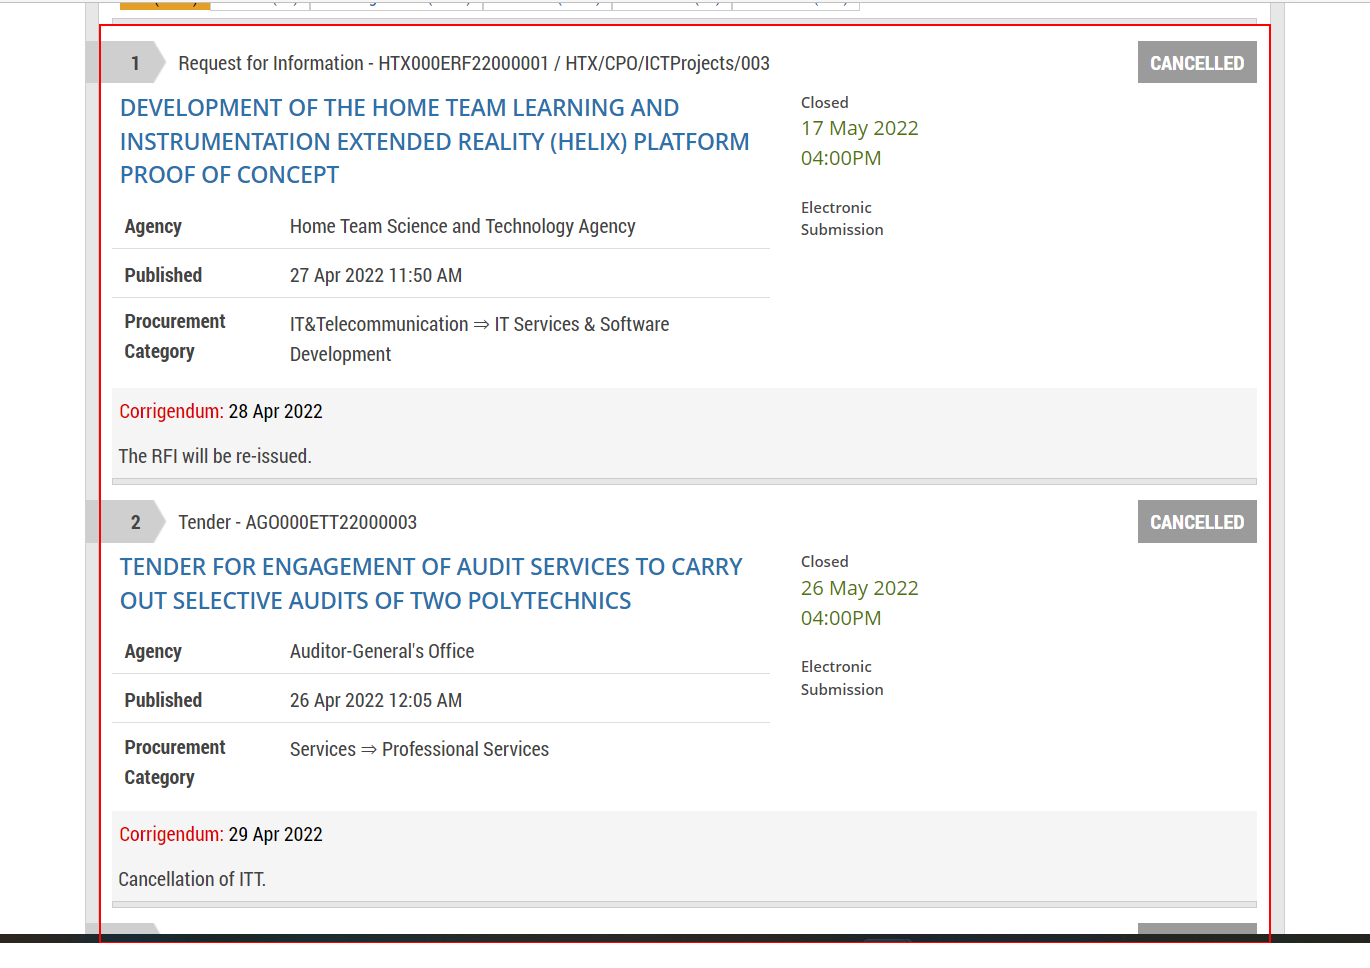 1 Request for Information - HTX000ERF22000001 / HTX/CPO/ICTProjects/003 CANCELLED
DEVELOPMENT OF THE HOME TEAM LEARNING AND
INSTRUMENTATION EXTENDED REALITY (HELIX) PLATFORM
PROOF OF CONCEPT
Closed
17 May 2022
04:00PM
Electronic
Submission
Agency Home Team Science and Technology Agency
Published 27 Apr 2022 11:50 AM
Procurement
Category
IT&Telecommunication ⇒ IT Services & Software
Development
Corrigendum: 28 Apr 2022
The RFI will be re-issued.
2 Tender - AGO000ETT22000003 CANCELLED
TENDER FOR ENGAGEMENT OF AUDIT SERVICES TO CARRY
OUT SELECTIVE AUDITS OF TWO POLYTECHNICS
Closed
26 May 2022
04:00PM
Electronic
Submission
Agency Auditor-General's Office
Published 26 Apr 2022 12:05 AM
Procurement
Category
Services ⇒ Professional Services
Corrigendum: 29 Apr 2022
Cancellation of ITT.